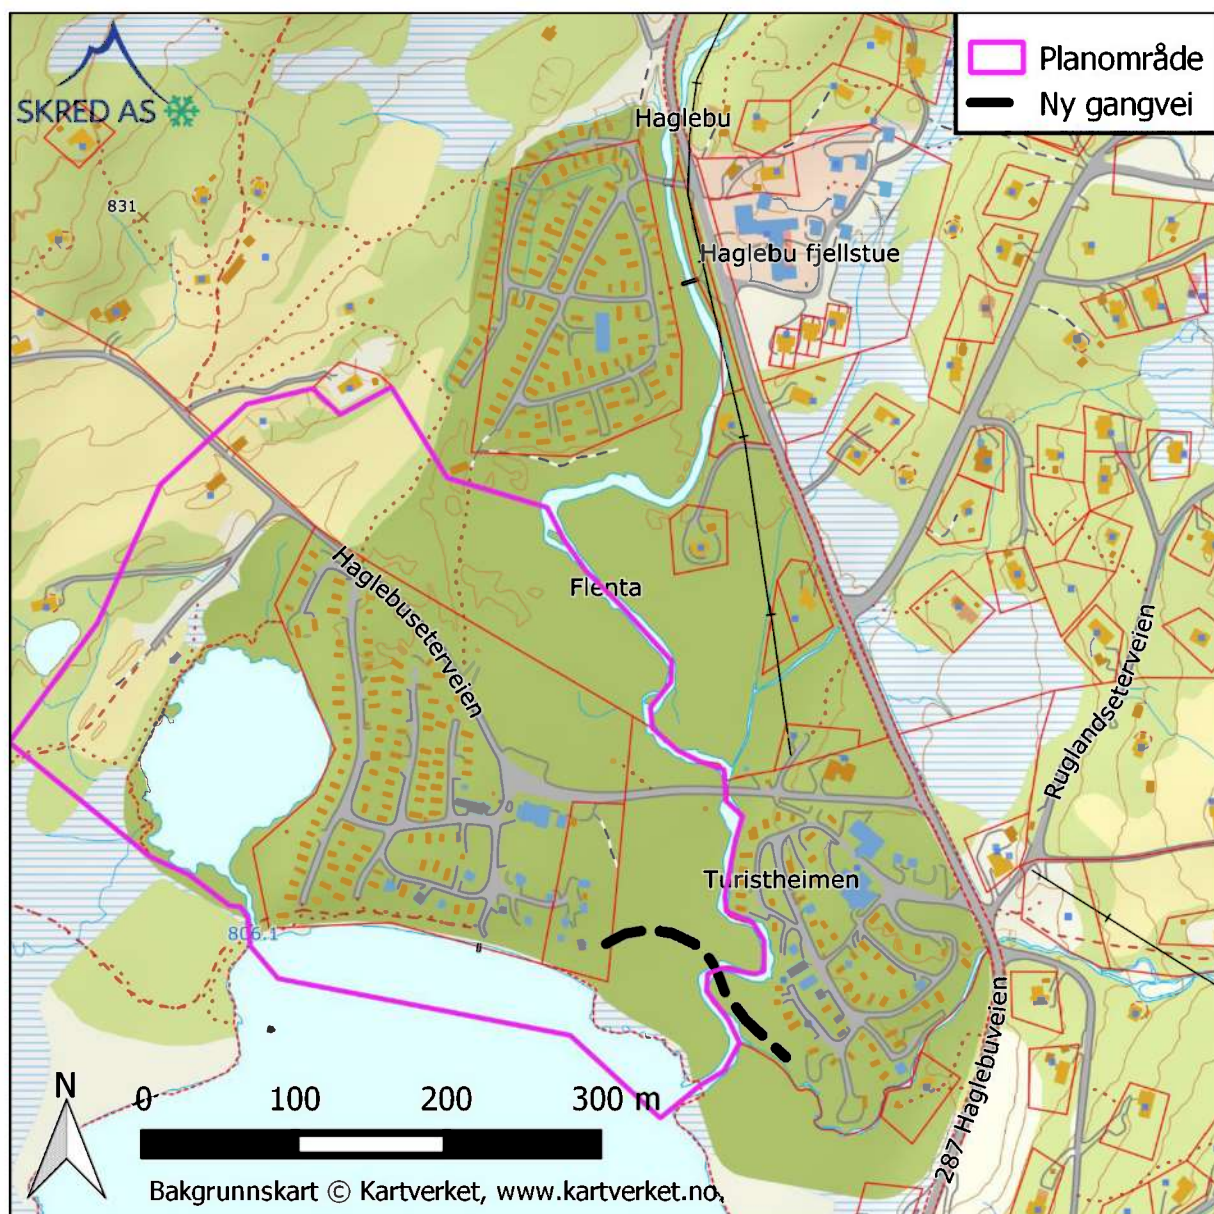 SKRED AS
Planområde
Ny gangvei
Haglebu
831
Haglebu fjellstue
Haglebuseterveien
Flenta
Ruglandseterveien
Turistheimen
806.1
287 Haglebuveien
N
0 100 200 300 m
Bakgrunnskart © Kartverket, www.kartverket.no,